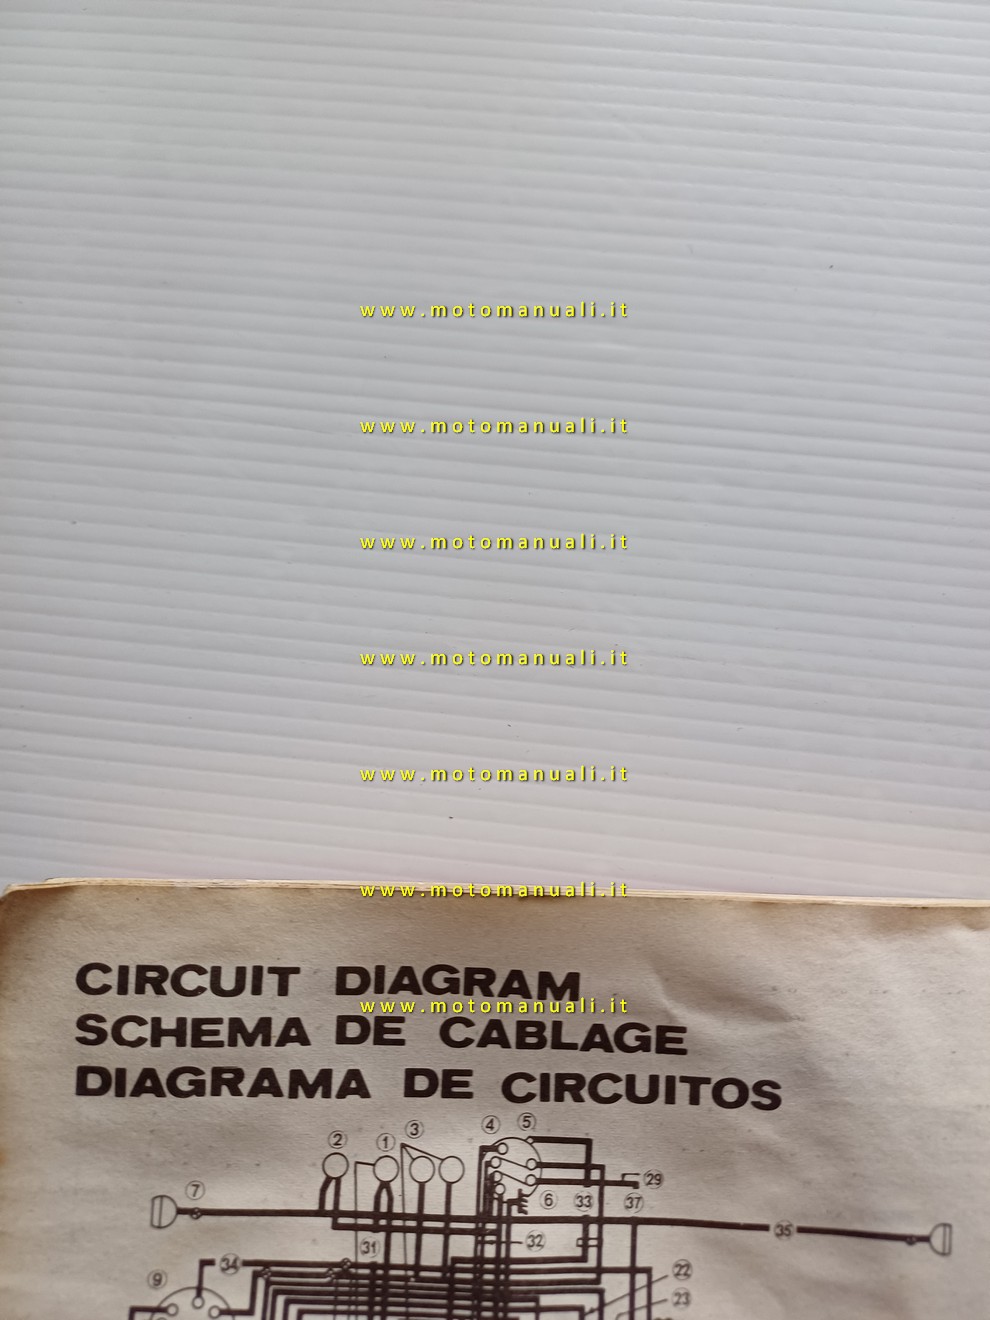 www.motomanuali.it
www.motomanuali.it
www.motomanuali.it
www.motomanuali.it
www.motomanuali.it
www.motomanuali.it
CIRCUIT DIAGRAM
www.motomanuali.it
SCHEMA DE CABLAGE
DIAGRAMA DE CIRCUITOS
2 1 3 4 5
7 6 33 37 29
31 32 35
9 34 22
23